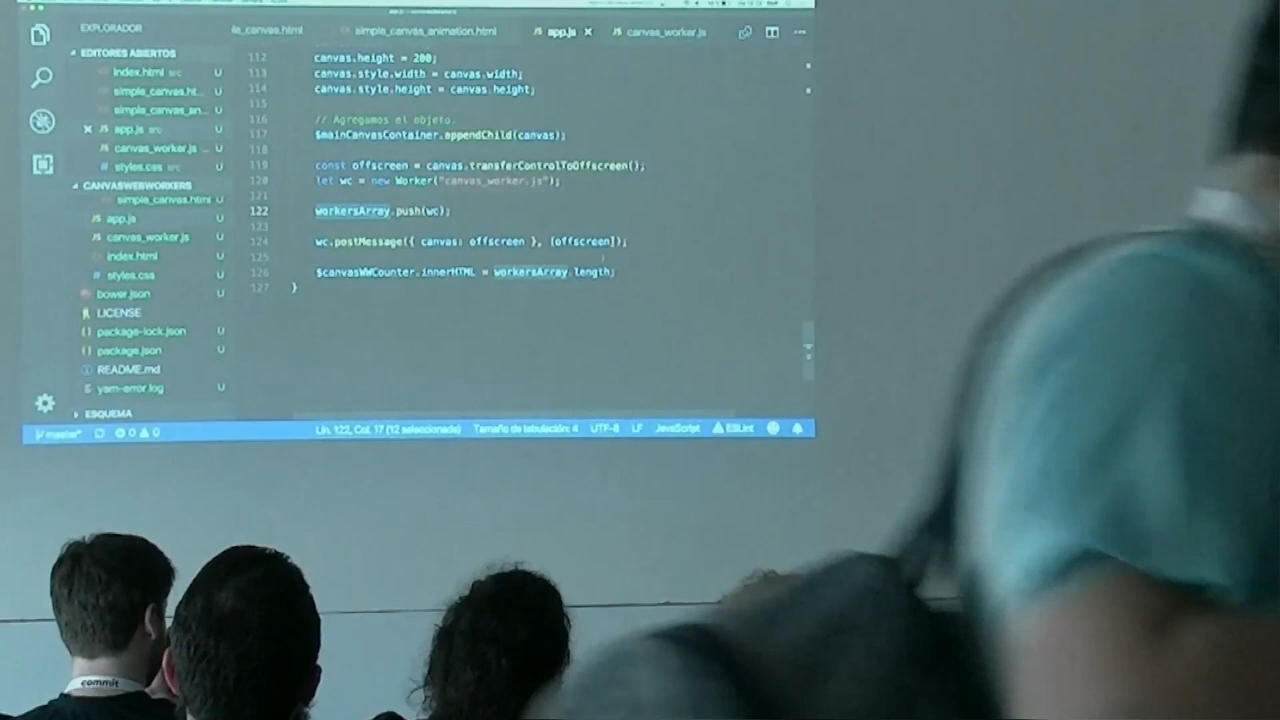 EXPLORADOR
EDITORES ABIERTOS
index.html src U
simple_canvas.ht... U
simple_canvas_an... U
app.js src U
canvas_worker.js ... U
styles.css src U
CANVASWEBWORKERS
simple_canvas.html U
app.js U
canvas_worker.js U
index.html U
styles.css U
bower.json U
LICENSE
package-lock.json U
package.json U
README.md
yarn-error.log U
ESQUEMA
le_canvas.html simple_canvas_animation.html app.js canvas_worker.js
112 canvas.height = 200;
113 canvas.style.width = canvas.width;
114 canvas.style.height = canvas.height;
115
116 // Agregamos el objeto.
117 $mainCanvasContainer.appendChild(canvas);
118
119 const offscreen = canvas.transferControlToOffscreen();
120 let wc = new Worker("canvas_worker.js");
121
122 workersArray.push(wc);
123
124 wc.postMessage({ canvas: offscreen }, [offscreen]);
125
126 $canvasWWCounter.innerHTML = workersArray.length;
127 }
master* 0 0 Lín. 122, Col. 17 (12 seleccionado) Tamaño de tabulación: 4 UTF-8 LF JavaScript ESLint
commit